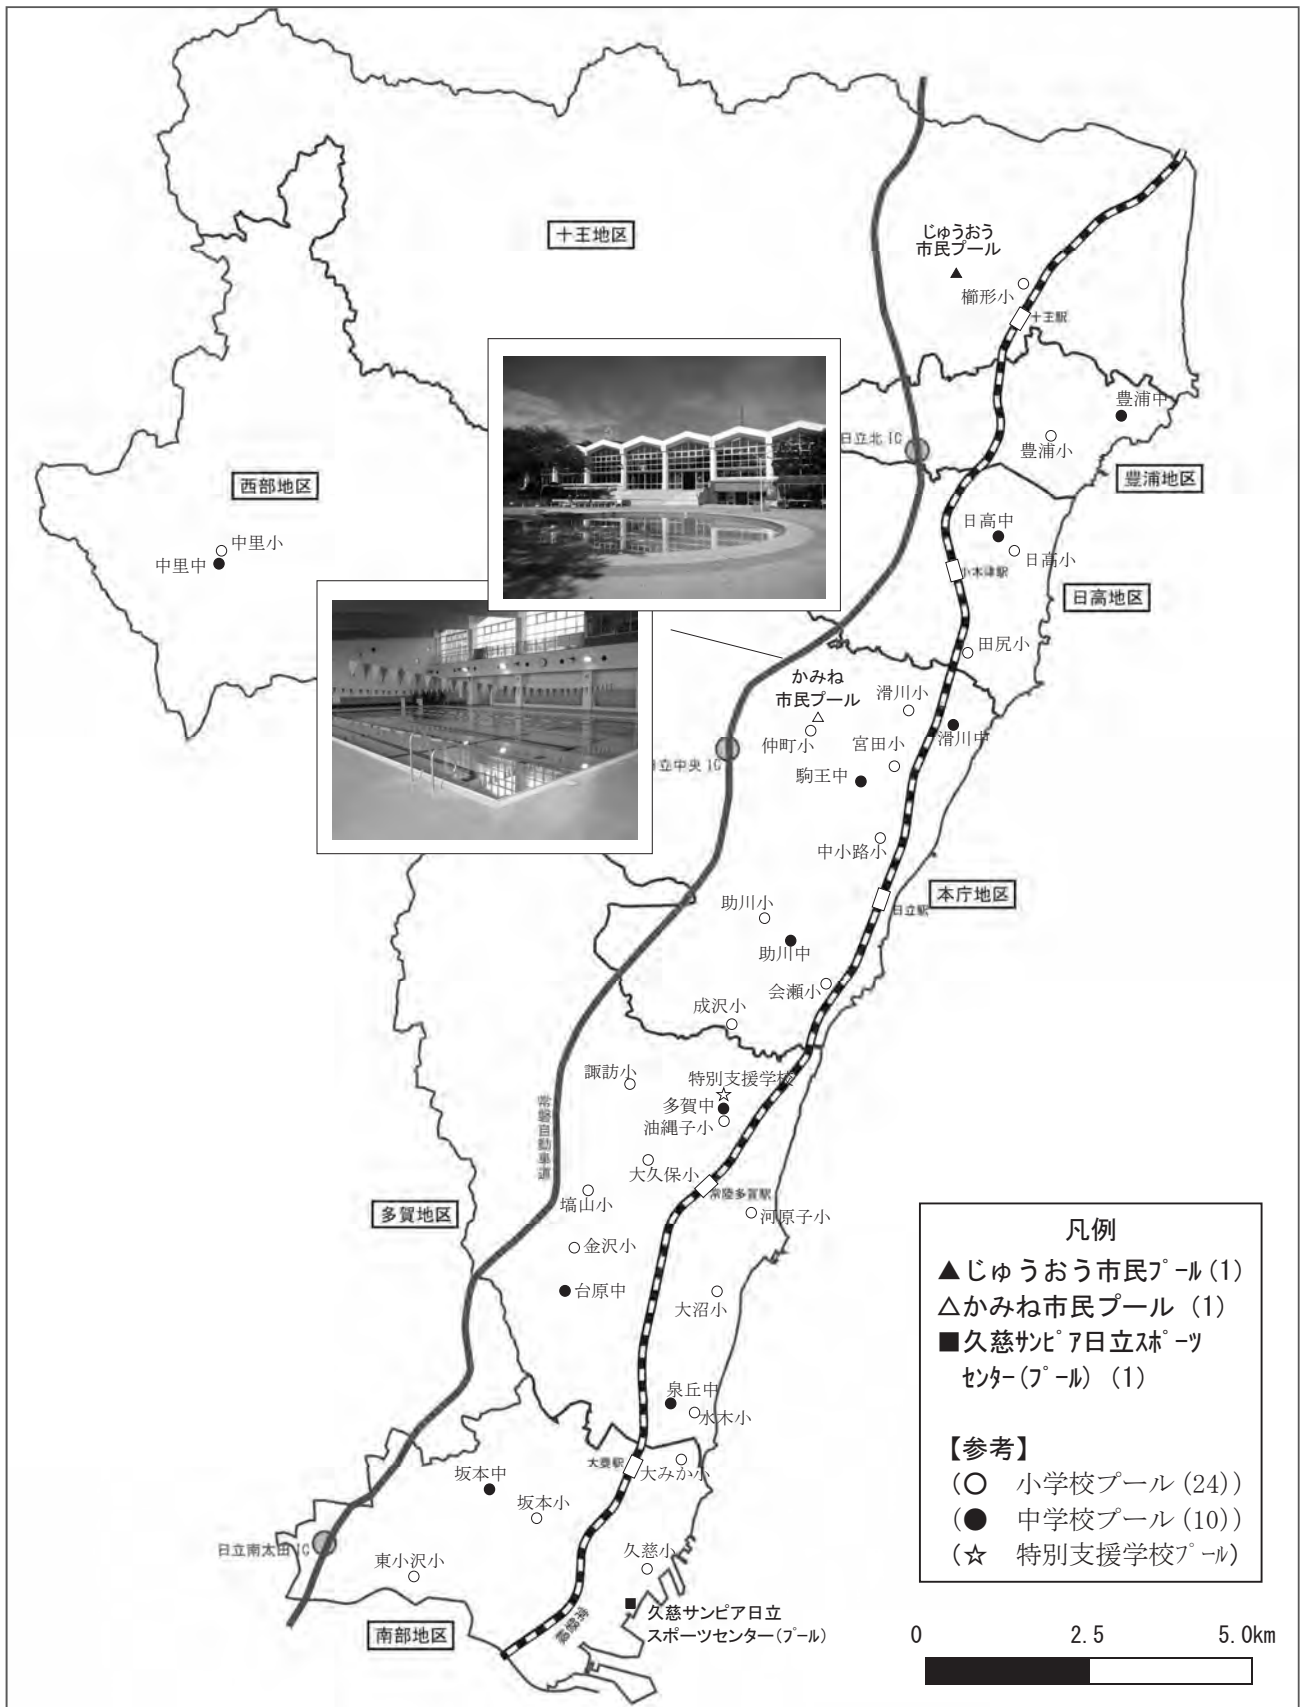 十王地区
じゅうおう
市民プール
櫛形小
十王駅
豊浦中
豊浦小
日立北IC
豊浦地区
西部地区
中里小
中里中
日高中
日高小
小木津駅
日高地区
田尻小
かみね
市民プール
滑川小
滑川中
仲町小
宮田小
日立中央IC
駒王中
中小路小
本庁地区
日立駅
助川小
助川中
会瀬小
成沢小
諏訪小
特別支援学校
多賀中
油縄子小
常磐自動車道
大久保小
常陸多賀駅
塙山小
多賀地区
河原子小
金沢小
台原中
大沼小
泉丘中
水木小
大甕駅
大みか小
坂本中
坂本小
日立南太田IC
東小沢小
久慈小
久慈サンピア日立
スポーツセンター(プール)
南部地区
常磐線
凡例
▲じゅうおう市民プール(1)
△かみね市民プール (1)
■久慈サンピア日立スポーツ
センター(プール) (1)
【参考】
(○ 小学校プール(24))
(● 中学校プール(10))
(☆ 特別支援学校プール)
0 2.5 5.0km